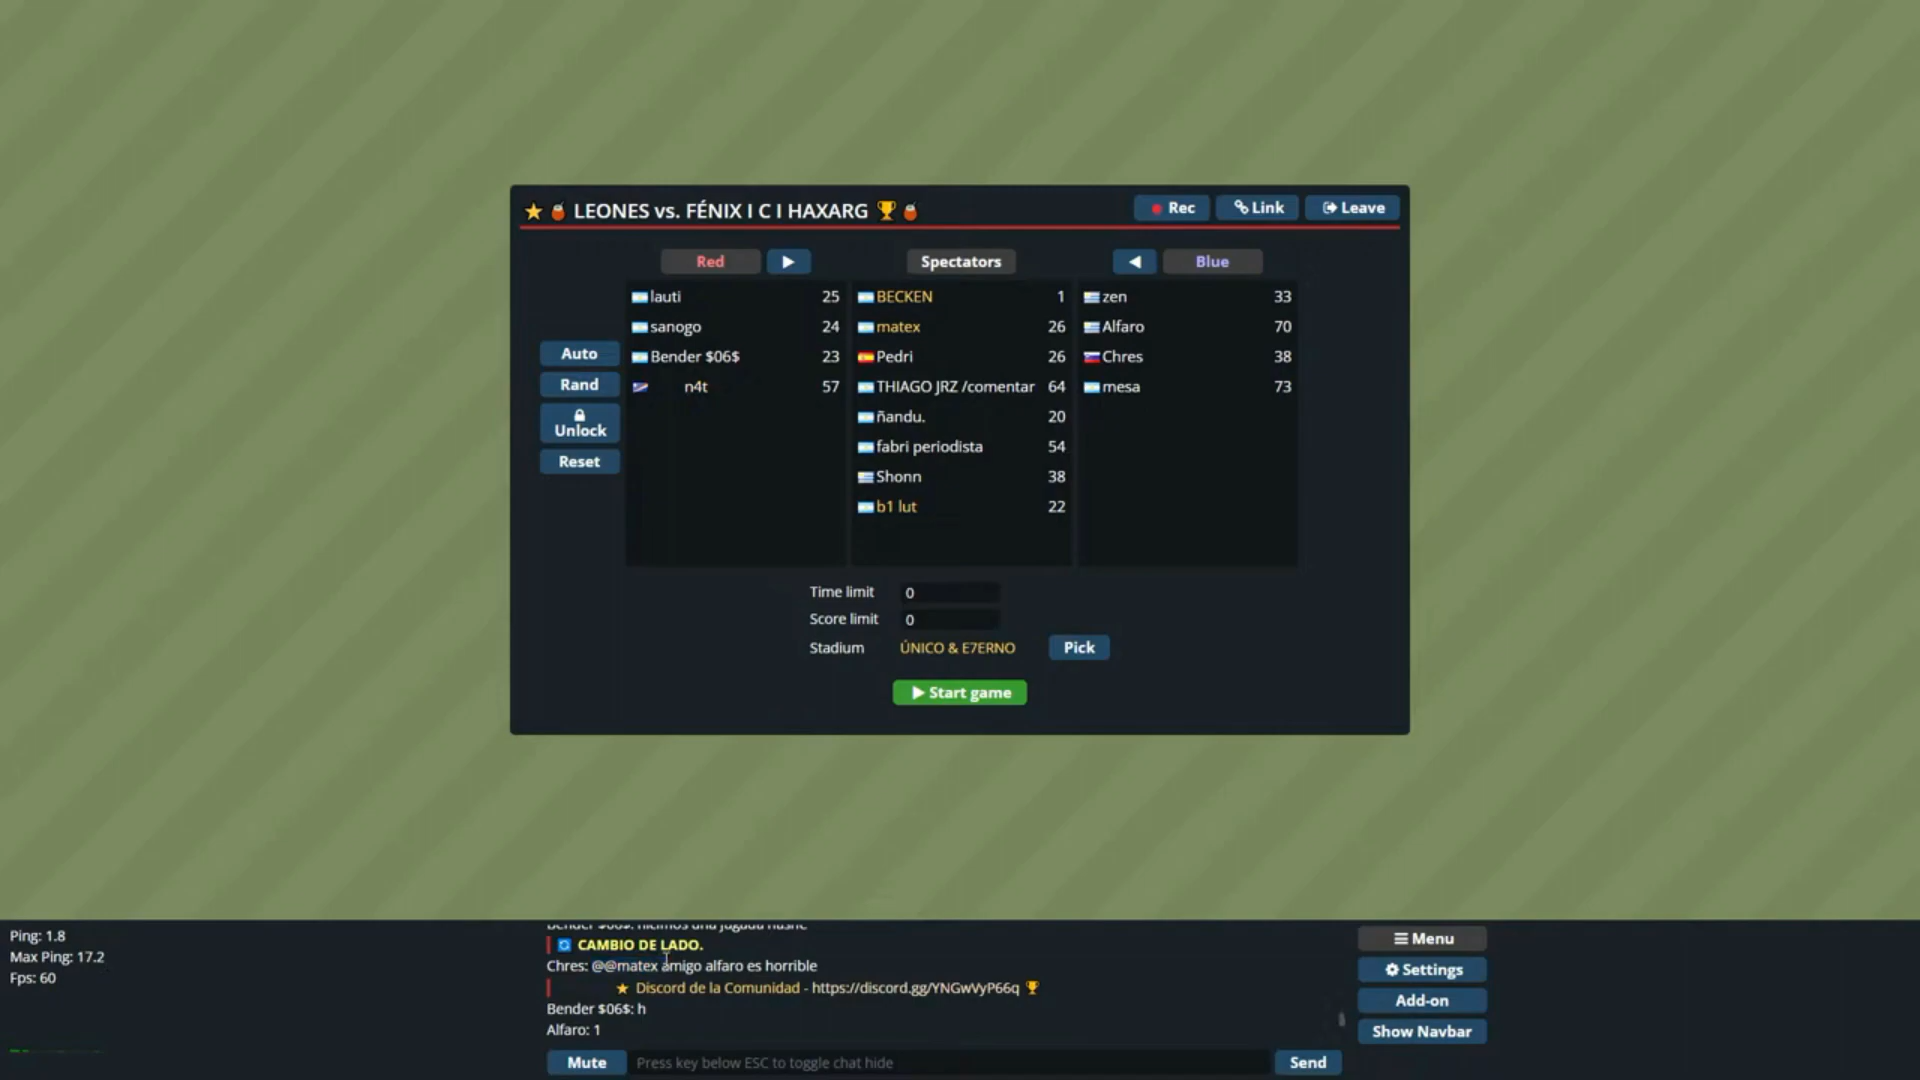 ⭐🧉 LEONES vs. FÉNIX I C I HAXARG 🏆🧉
Rec
Link
Leave
Red
▶
Spectators
◀
Blue
Auto
Rand
Unlock
Reset
lauti 25
sanogo 24
Bender $06$ 23
n4t 57
BECKEN 1
matex 26
Pedri 26
THIAGO JRZ /comentar 64
ñandu. 20
fabri periodista 54
Shonn 38
b1 lut 22
zen 33
Alfaro 70
Chres 38
mesa 73
Time limit 0
Score limit 0
Stadium ÚNICO & E7ERNO Pick
▶ Start game
Ping: 1.8
Max Ping: 17.2
Fps: 60
CAMBIO DE LADO.
Chres: @@matex amigo alfaro es horrible
★ Discord de la Comunidad - https://discord.gg/YNGwVyP66q 🏆
Bender $06$: h
Alfaro: 1
Mute
Press key below ESC to toggle chat hide
Send
Menu
Settings
Add-on
Show Navbar